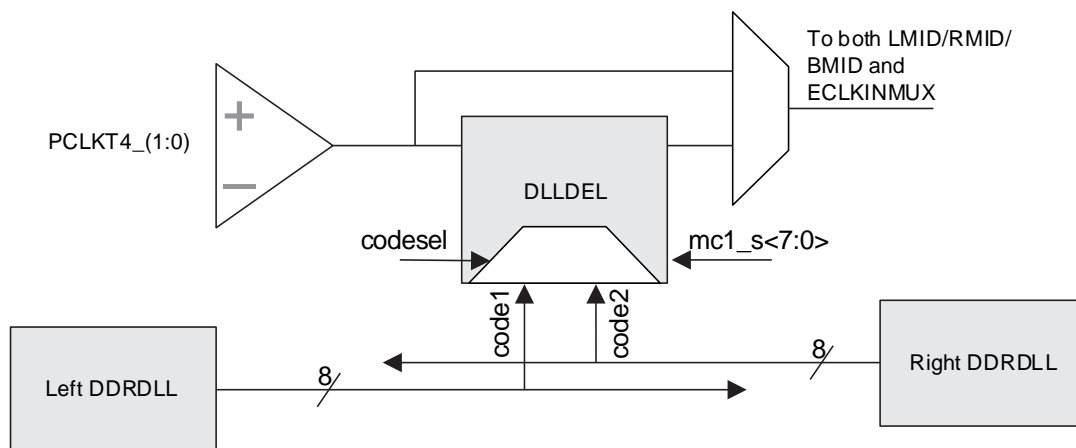 To both LMID/RMID/
BMID and
ECLKINMUX
+
PCLKT4_(1:0)
−
DLLDEL
codesel
mc1_s<7:0>
code1
code2
8
Right DDRDLL
Left DDRDLL
8